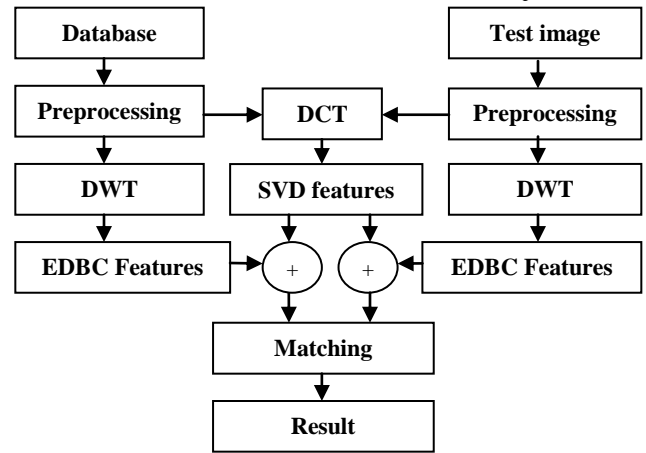 Database
Test image
Preprocessing
DCT
Preprocessing
DWT
SVD features
DWT
EDBC Features
+
+
EDBC Features
Matching
Result